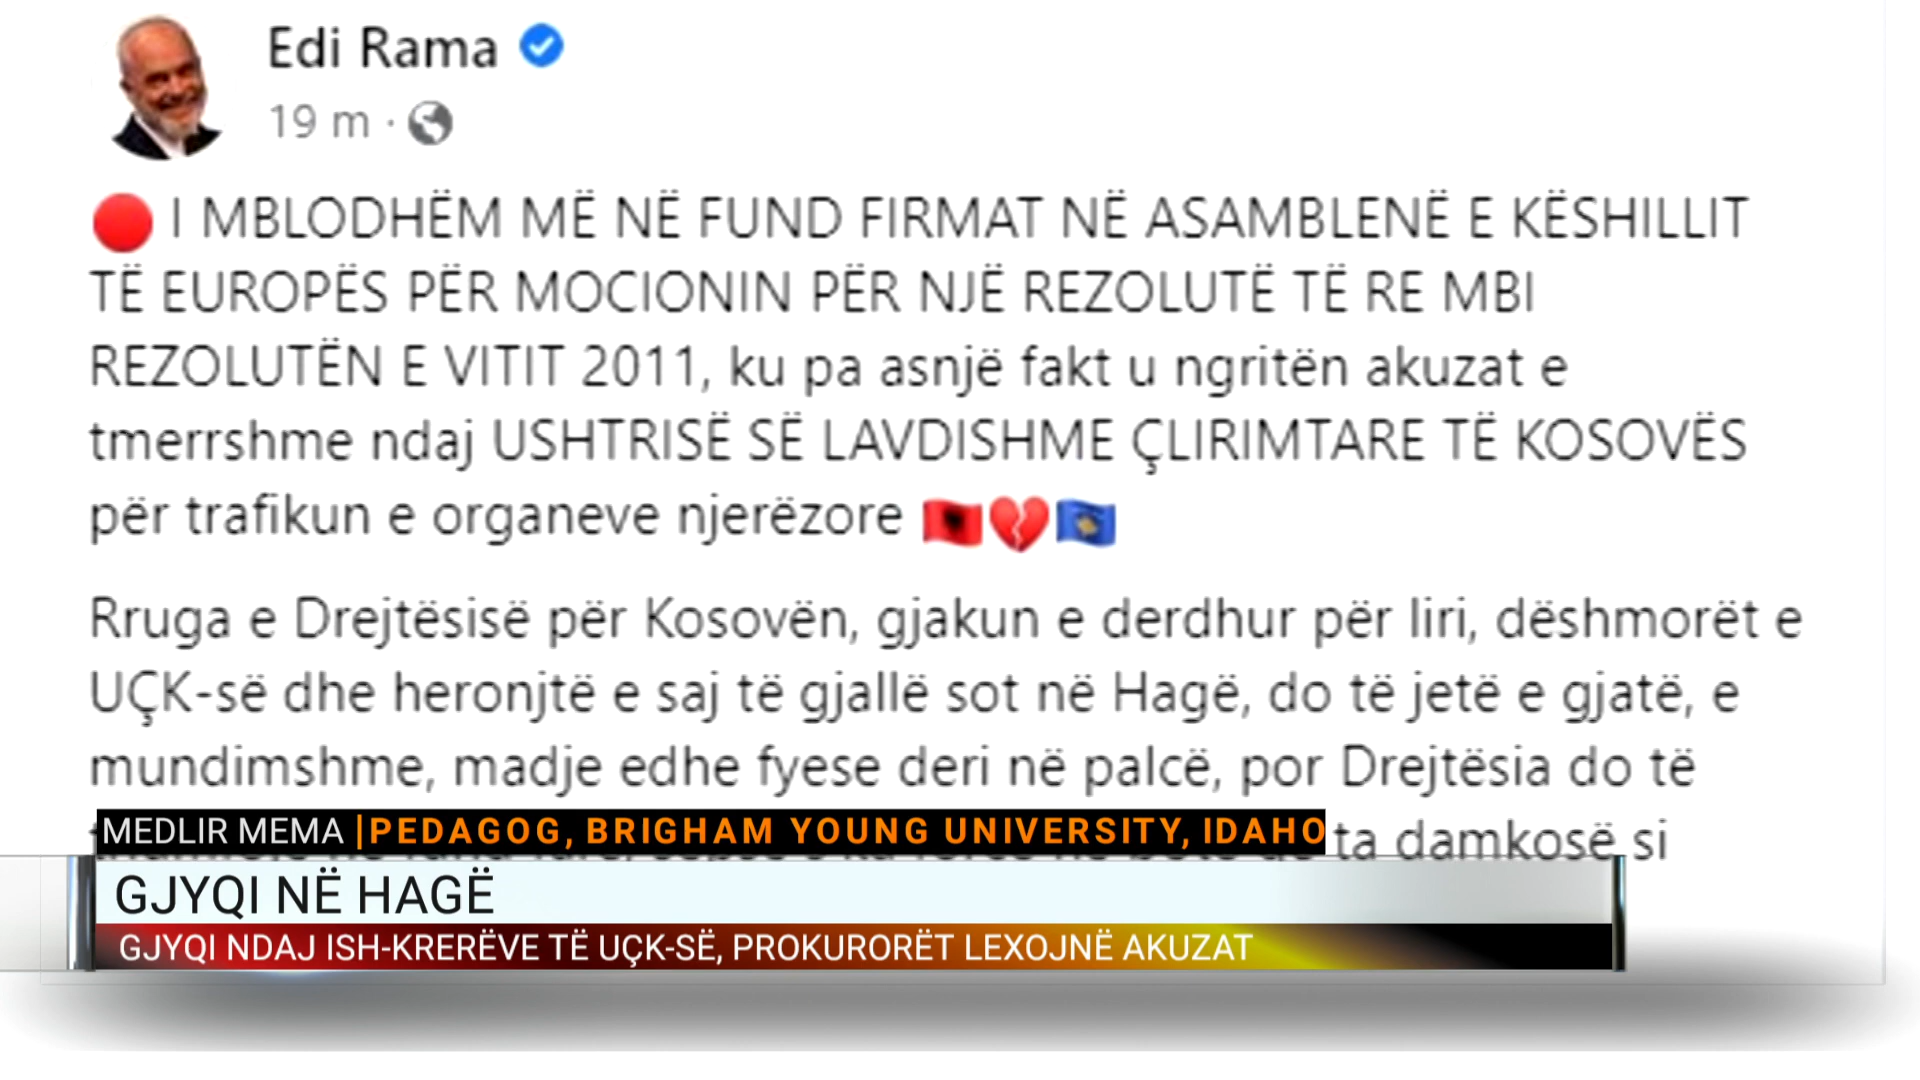 Edi Rama
19 m ·
I MBLODHËM MË NË FUND FIRMAT NË ASAMBLENË E KËSHILLIT
TË EUROPËS PËR MOCIONIN PËR NJË REZOLUTË TË RE MBI
REZOLUTËN E VITIT 2011, ku pa asnjë fakt u ngritën akuzat e
tmerrshme ndaj USHTRISË SË LAVDISHME ÇLIRIMTARE TË KOSOVËS
për trafikun e organeve njerëzore
Rruga e Drejtësisë për Kosovën, gjakun e derdhur për liri, dëshmorët e
UÇK-së dhe heronjtë e saj të gjallë sot në Hagë, do të jetë e gjatë, e
mundimshme, madje edhe fyese deri në palcë, por Drejtësia do të
ta damkosë si
MEDLIR MEMA |PEDAGOG, BRIGHAM YOUNG UNIVERSITY, IDAHO
GJYQI NË HAGË
GJYQI NDAJ ISH-KRERËVE TË UÇK-SË, PROKURORËT LEXOJNË AKUZAT